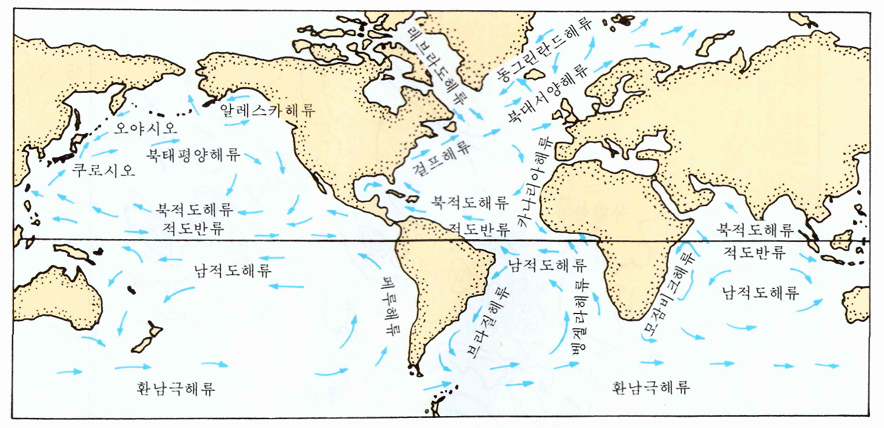 래브라도해류
동그린란드해류
북대서양해류
알레스카해류
오야시오
북태평양해류
쿠로시오
걸프해류
카나리아해류
북적도해류
적도반류
북적도해류
적도반류
북적도해류
적도반류
남적도해류
남적도해류
남적도해류
페루해류
브라질해류
벵겔라해류
모잠비크해류
환남극해류
환남극해류